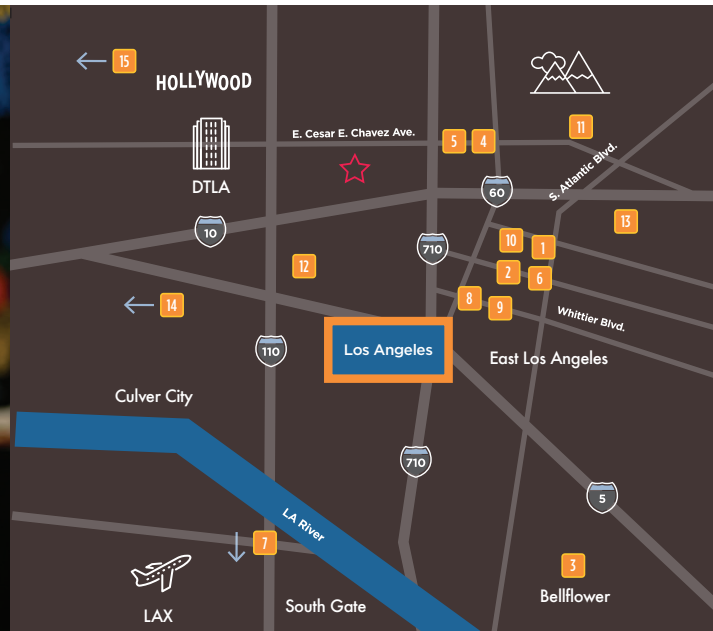 15
HOLLYWOOD
11
E. Cesar E. Chavez Ave.
5
4
S. Atlantic Blvd.
DTLA
60
13
10
710
10
1
12
2
6
14
8
9
Whittier Blvd.
110
Los Angeles
East Los Angeles
Culver City
710
5
LA River
7
3
Bellflower
LAX
South Gate